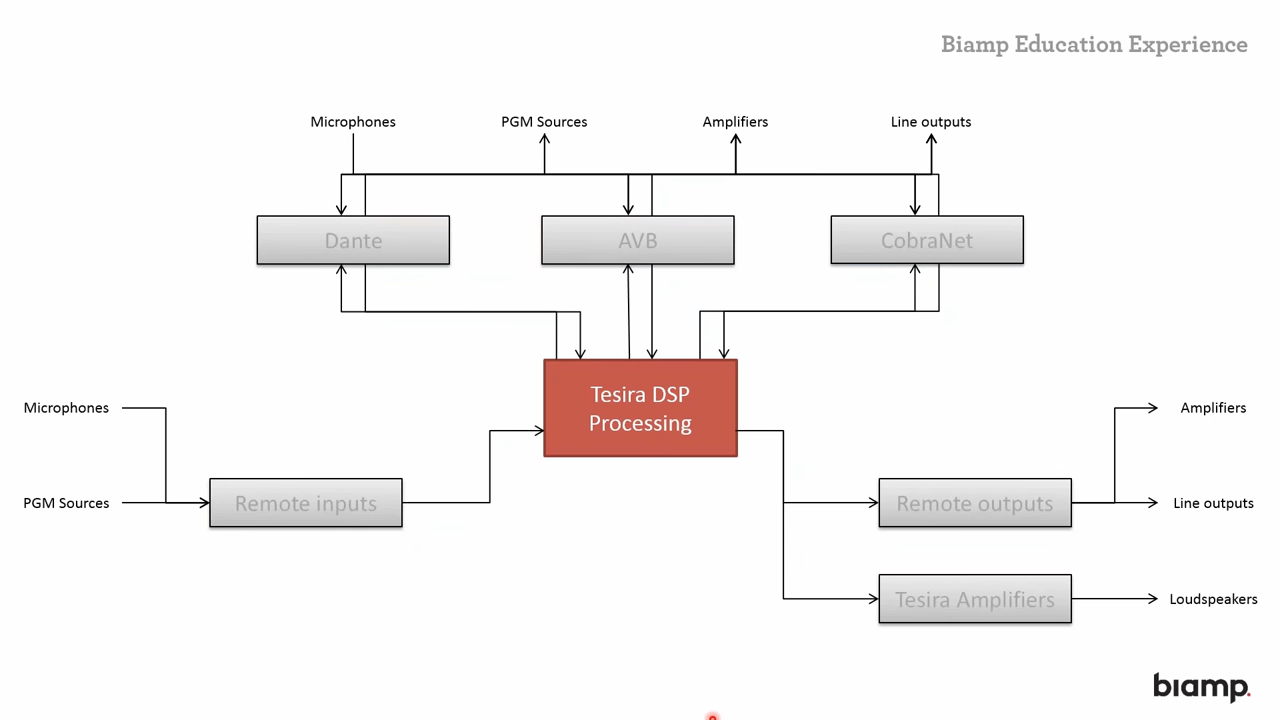 Biamp Education Experience
Microphones
PGM Sources
Amplifiers
Line outputs
Dante
AVB
CobraNet
Tesira DSP
Processing
Microphones
Amplifiers
PGM Sources
Remote inputs
Remote outputs
Line outputs
Tesira Amplifiers
Loudspeakers
biamp.